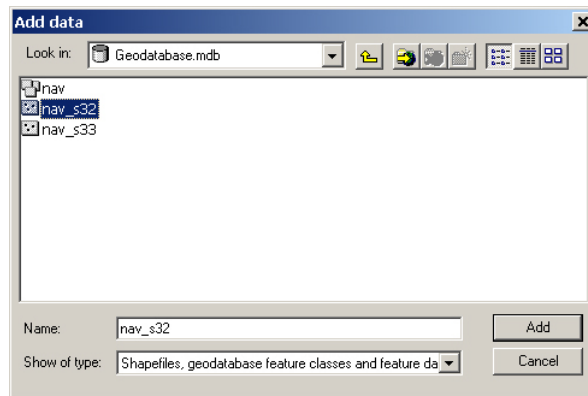 Add data
Look in: Geodatabase.mdb
nav
nav_s32
nav_s33
Name: nav_s32 Add
Show of type: Shapefiles, geodatabase feature classes and feature da Cancel